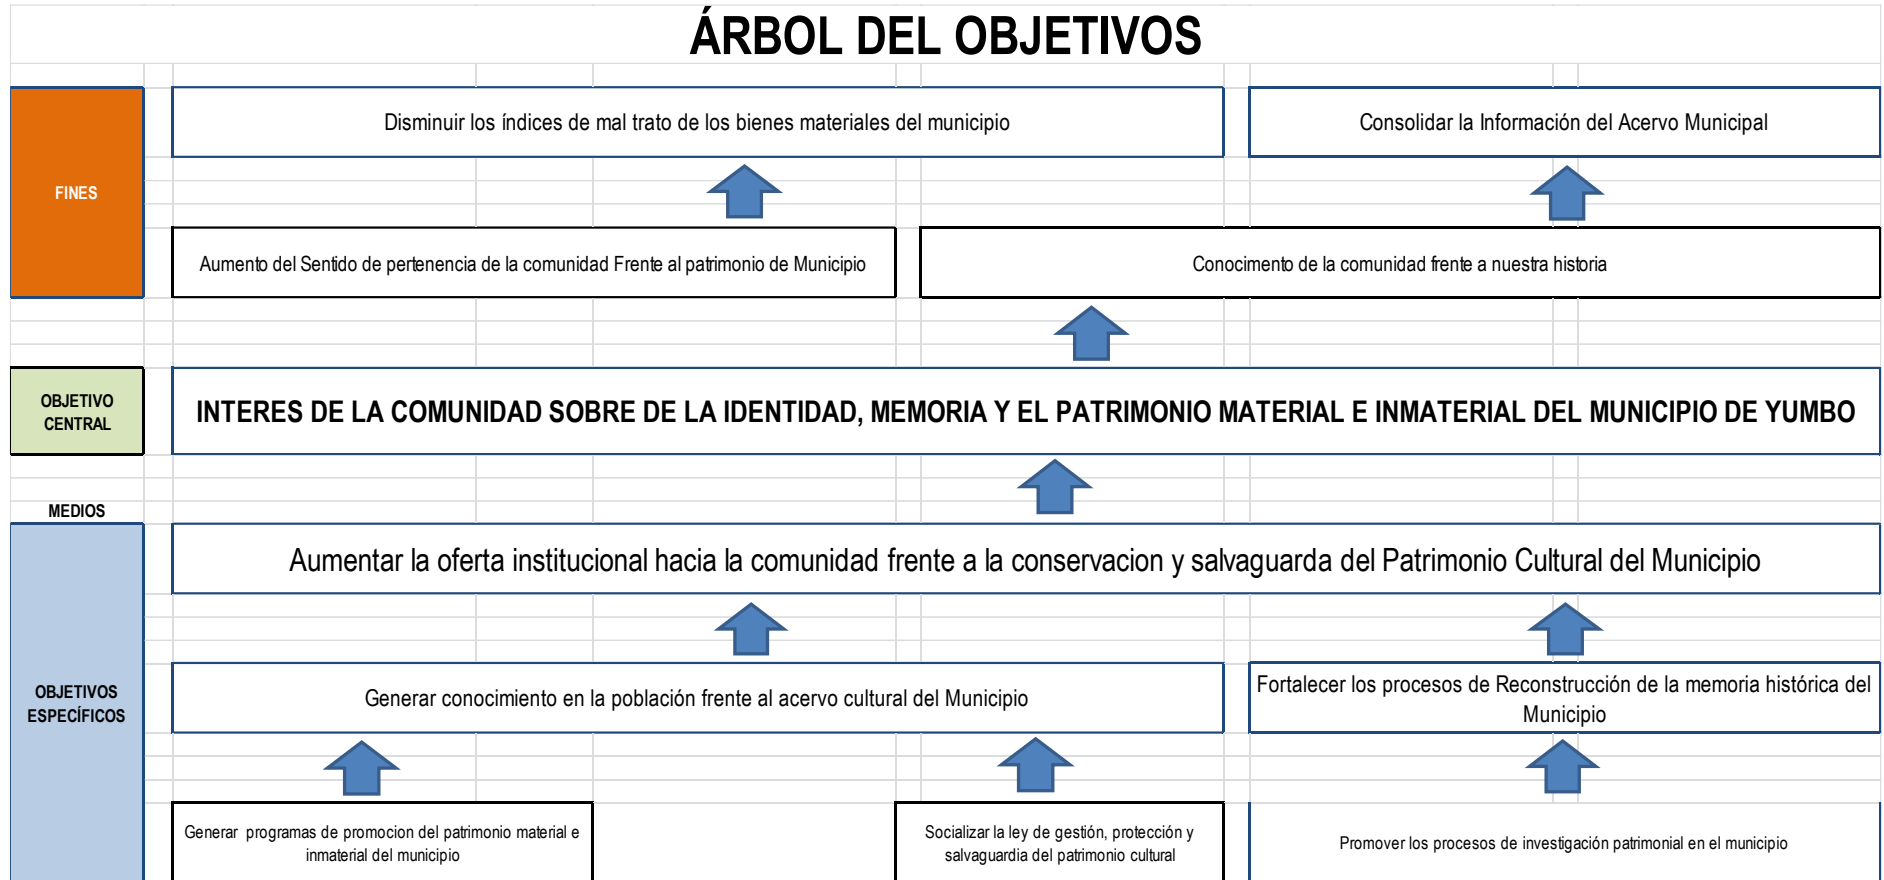 ÁRBOL DEL OBJETIVOS
FINES
Disminuir los índices de mal trato de los bienes materiales del municipio
Consolidar la Información del Acervo Municipal
Aumento del Sentido de pertenencia de la comunidad Frente al patrimonio de Municipio
Conocimento de la comunidad frente a nuestra historia
OBJETIVO
CENTRAL
INTERES DE LA COMUNIDAD SOBRE DE LA IDENTIDAD, MEMORIA Y EL PATRIMONIO MATERIAL E INMATERIAL DEL MUNICIPIO DE YUMBO
MEDIOS
Aumentar la oferta institucional hacia la comunidad frente a la conservacion y salvaguarda del Patrimonio Cultural del Municipio
OBJETIVOS
ESPECÍFICOS
Generar conocimiento en la población frente al acervo cultural del Municipio
Fortalecer los procesos de Reconstrucción de la memoria histórica del
Municipio
Generar programas de promocion del patrimonio material e
inmaterial del municipio
Socializar la ley de gestión, protección y
salvaguardia del patrimonio cultural
Promover los procesos de investigación patrimonial en el municipio